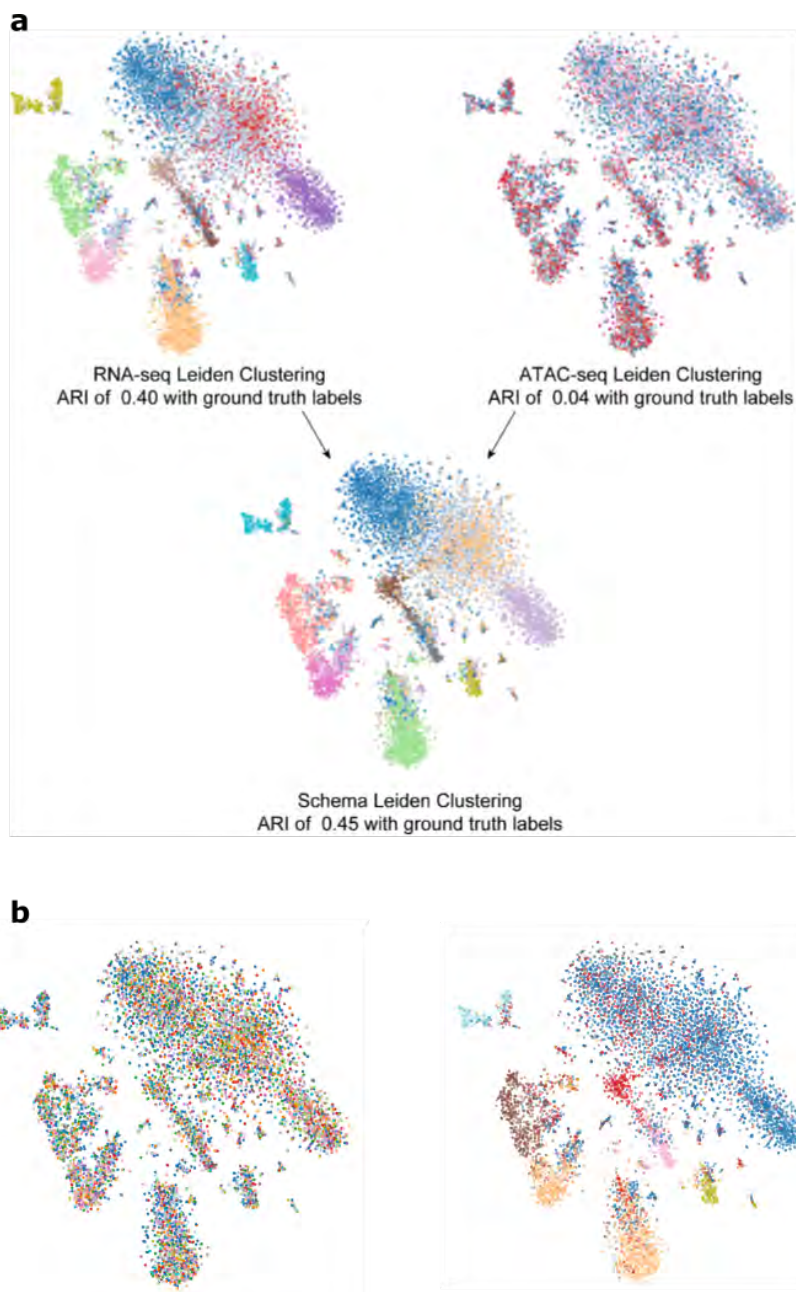 a
RNA-seq Leiden Clustering
ARI of 0.40 with ground truth labels
ATAC-seq Leiden Clustering
ARI of 0.04 with ground truth labels
Schema Leiden Clustering
ARI of 0.45 with ground truth labels
b